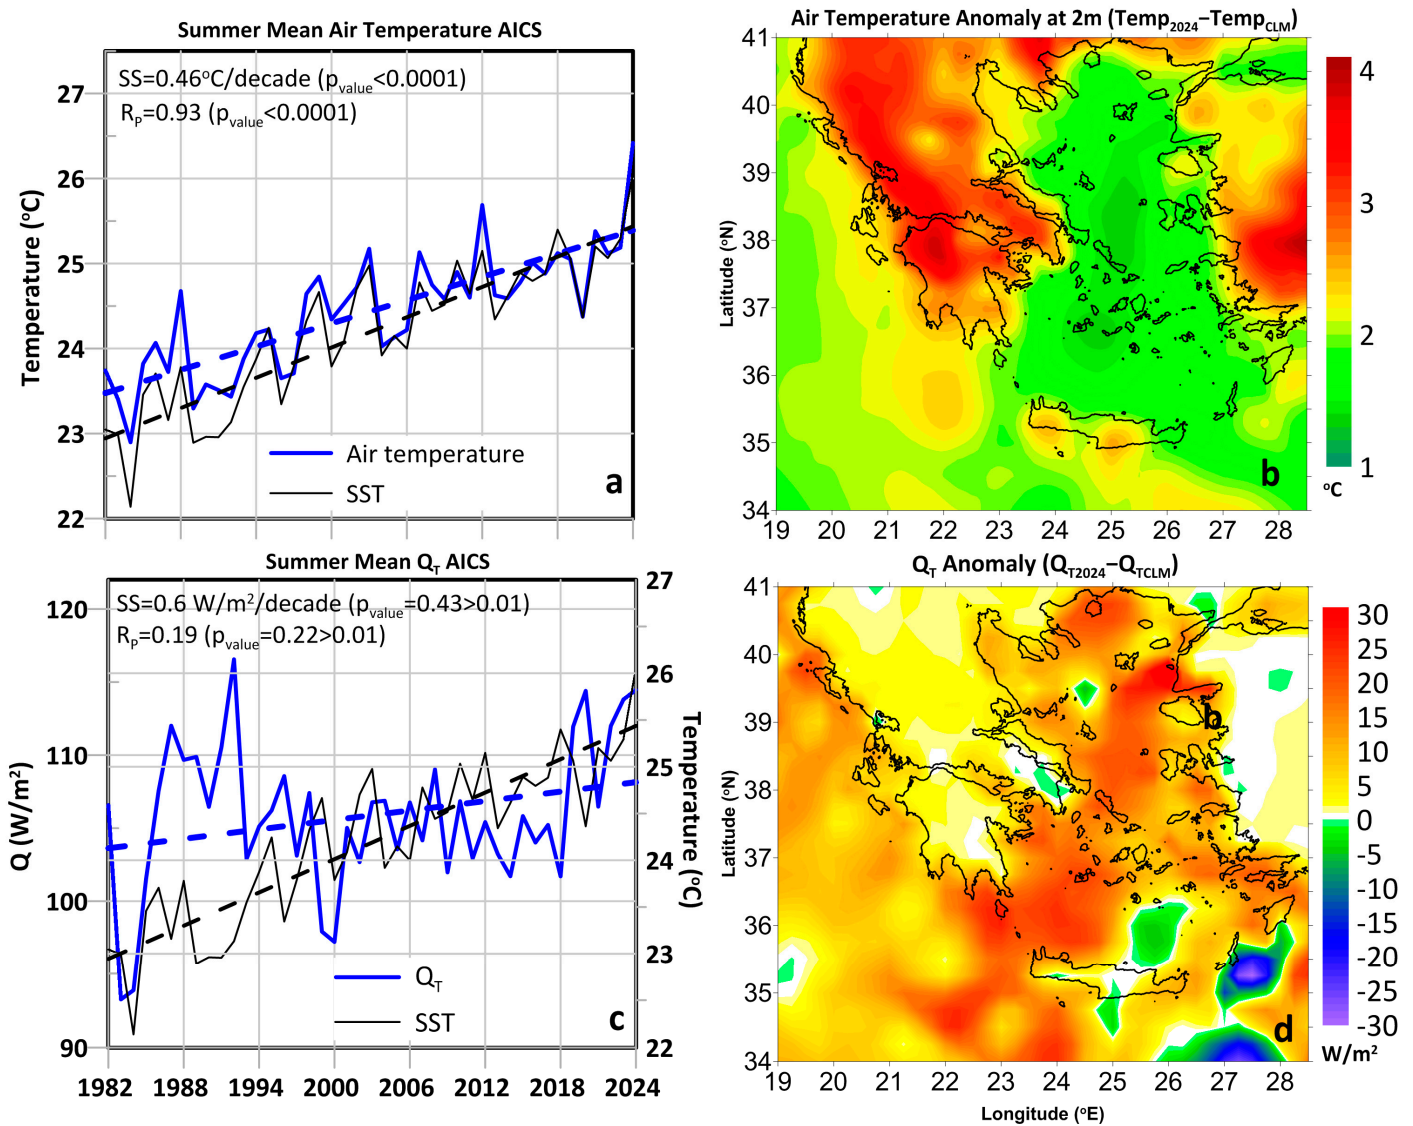 Summer Mean Air Temperature AICS
SS=0.46°C/decade (pvalue<0.0001)
RP=0.93 (pvalue<0.0001)
27
26
25
24
23
22
Temperature (°C)
Air temperature
SST
a
Air Temperature Anomaly at 2m (Temp2024−TempCLM)
41
40
39
38
37
36
35
34
Latitude (°N)
19 20 21 22 23 24 25 26 27 28
b
4
3
2
1
°C
Summer Mean QT AICS
SS=0.6 W/m²/decade (pvalue=0.43>0.01)
RP=0.19 (pvalue=0.22>0.01)
120
110
100
90
Q (W/m²)
27
26
25
24
23
22
Temperature (°C)
QT
SST
c
1982 1988 1994 2000 2006 2012 2018 2024
QT Anomaly (QT2024−QTCLM)
41
40
39
38
37
36
35
34
Latitude (°N)
b
d
19 20 21 22 23 24 25 26 27 28
Longitude (°E)
30
25
20
15
10
5
0
-5
-10
-15
-20
-25
-30
W/m²